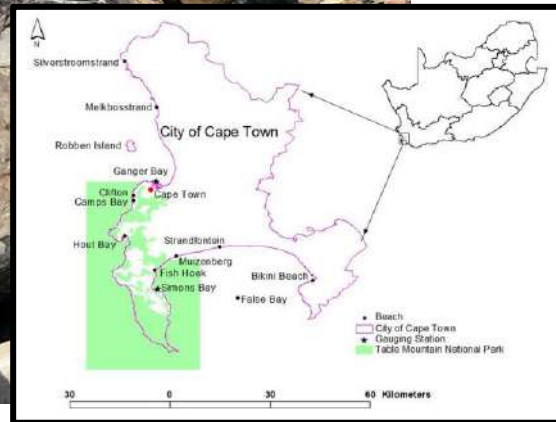 N
Silvorstroomstrand
Melkbosstrand
City of Cape Town
Robben Island
Ganger Bay
Clifton
Cape Town
Camps Bay
Hout Bay
Strandfontein
Muizenberg
Fish Hoek
Bikini Beach
Simons Bay
False Bay
Beach
City of Cape Town
Gauging Station
Table Mountain National Park
30 0 30 60 Kilometers